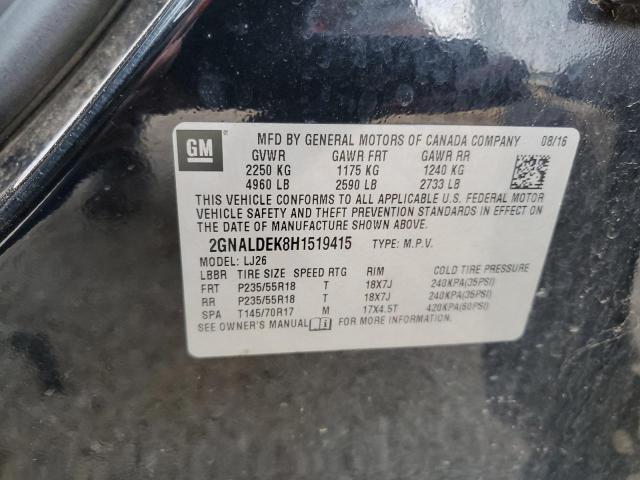 GM MFD BY GENERAL MOTORS OF CANADA COMPANY 08/16
GVWR GAWR FRT GAWR RR
2250 KG 1175 KG 1240 KG
4960 LB 2590 LB 2733 LB
THIS VEHICLE CONFORMS TO ALL APPLICABLE U.S. FEDERAL MOTOR
VEHICLE SAFETY AND THEFT PREVENTION STANDARDS IN EFFECT ON
THE DATE OF MANUFACTURE SHOWN ABOVE.
2GNALDEK8H1519415 TYPE: M.P.V.
MODEL: LJ26
LBBR TIRE SIZE SPEED RTG RIM COLD TIRE PRESSURE
FRT P235/55R18 T 18X7J 240KPA(35PSI)
RR P235/55R18 T 18X7J 240KPA(35PSI)
SPA T145/70R17 M 17X4.5T 420KPA(60PSI)
SEE OWNER'S MANUAL i FOR MORE INFORMATION.